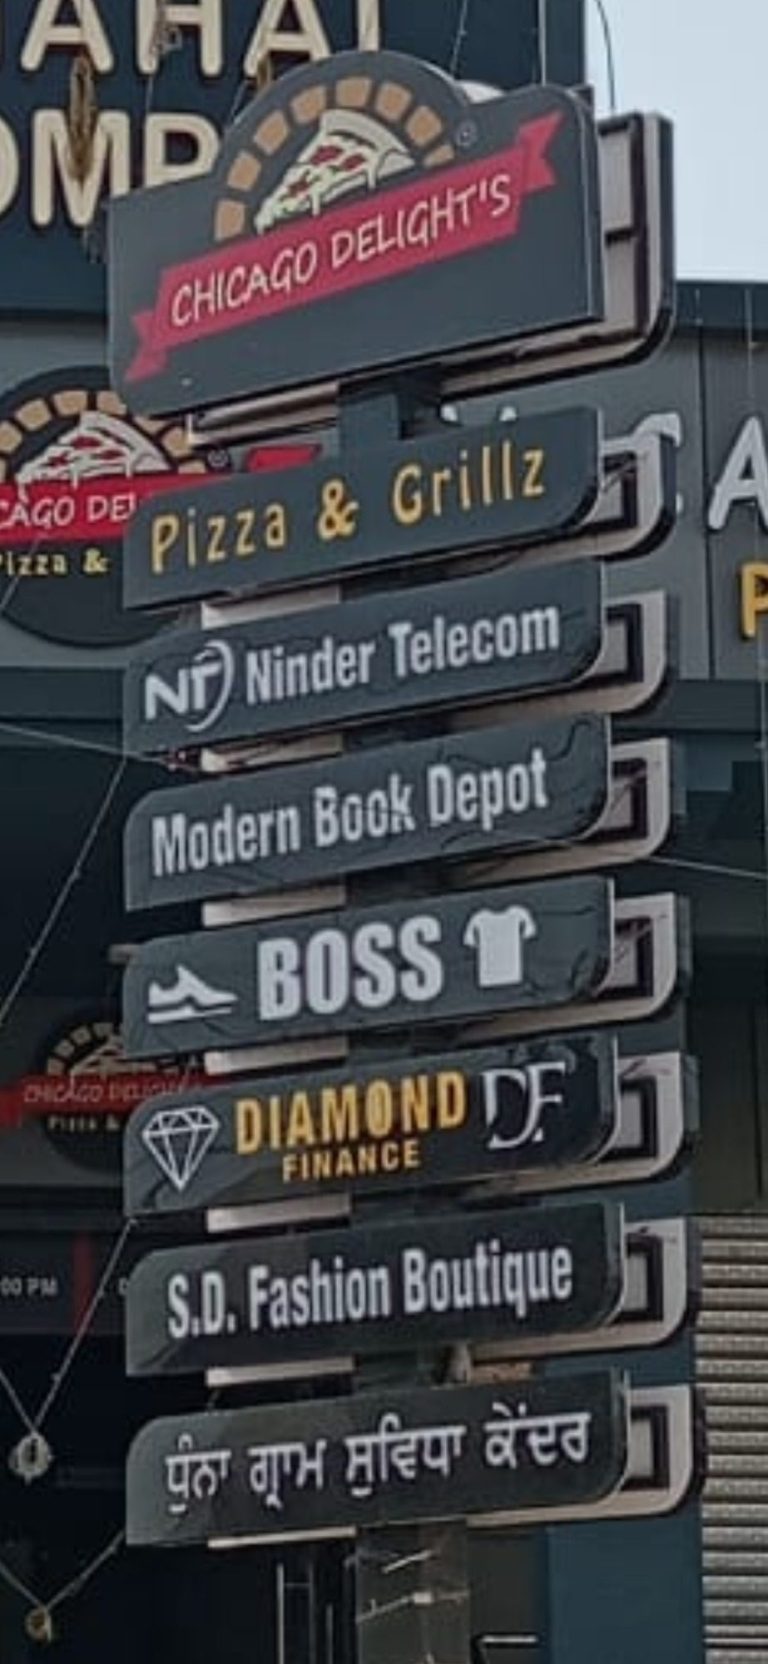 CHICAGO DELIGHT'S
Pizza & Grillz
NT Ninder Telecom
Modern Book Depot
BOSS
DIAMOND DF
FINANCE
S.D. Fashion Boutique
ਧੁੰਨਾ ਗ੍ਰਾਮ ਸੁਵਿਧਾ ਕੇਂਦਰ